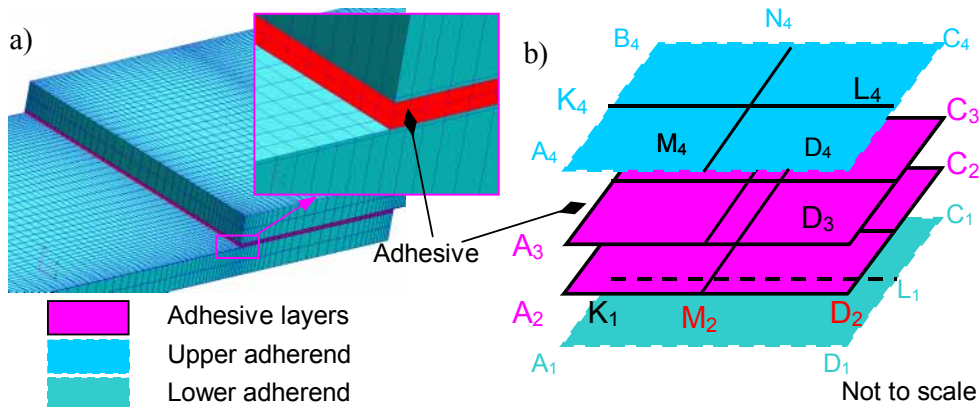 a)
b)
N₄
B₄
C₄
K₄
L₄
C₃
A₄
M₄
D₄
C₂
D₃
C₁
Adhesive
A₃
L₁
A₂
K₁
M₂
D₂
A₁
D₁
Adhesive layers
Upper adherend
Lower adherend
Not to scale